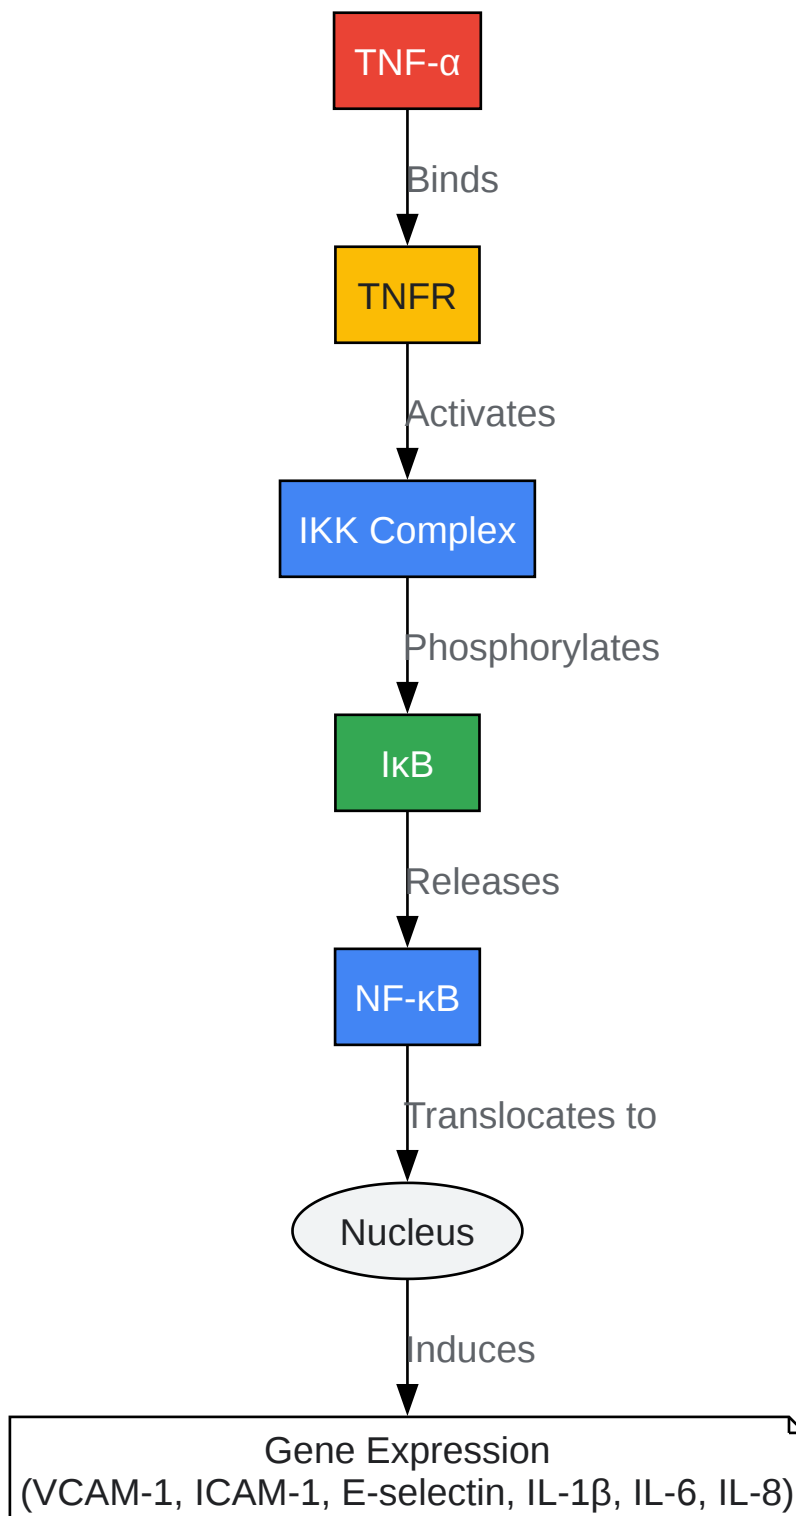 TNF-α
Binds
TNFR
Activates
IKK Complex
Phosphorylates
IκB
Releases
NF-κB
Translocates to
Nucleus
Induces
Gene Expression
(VCAM-1, ICAM-1, E-selectin, IL-1β, IL-6, IL-8)